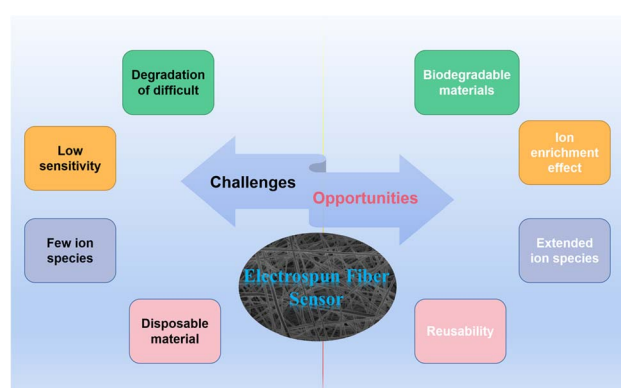 Degradation
of difficult
Biodegradable
materials
Low
sensitivity
Ion
enrichment
effect
Challenges
Opportunities
Few ion
species
Extended
ion species
Electrospun Fiber
Sensor
Disposable
material
Reusability